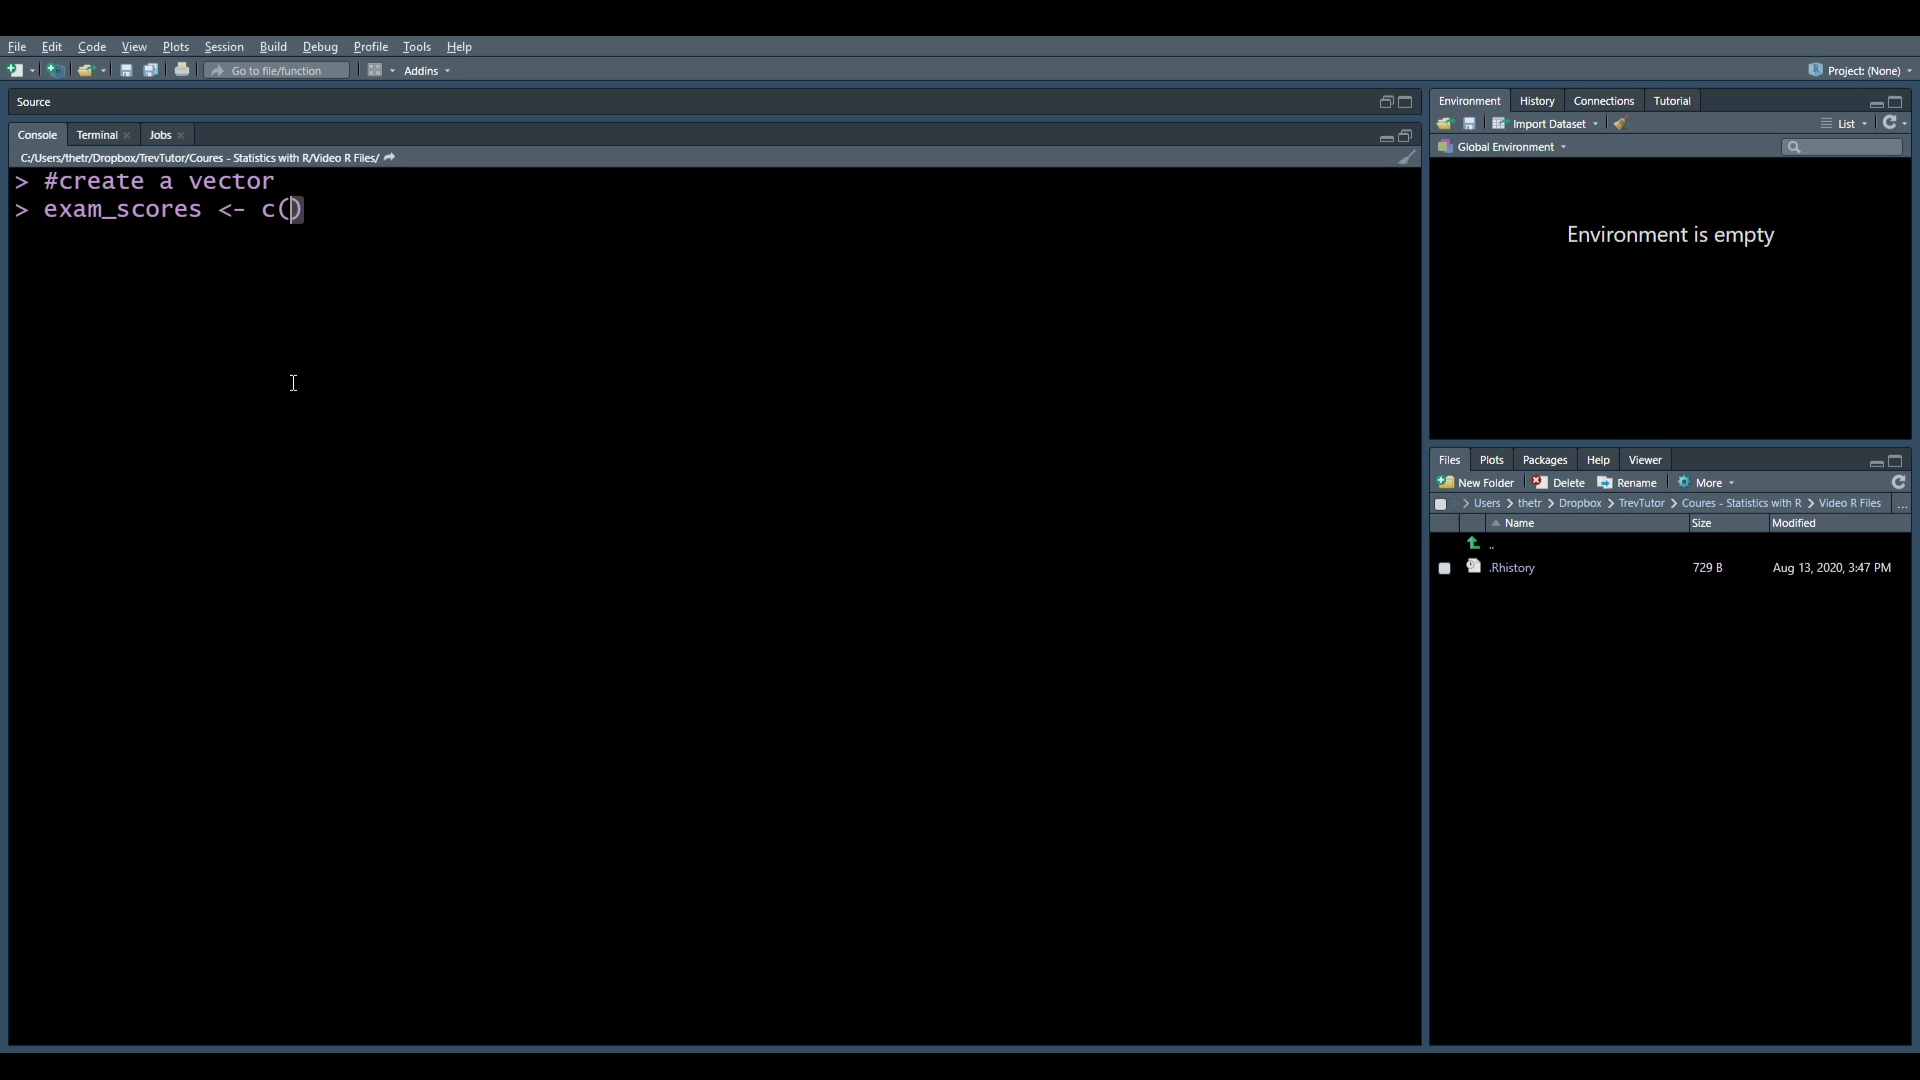 File Edit Code View Plots Session Build Debug Profile Tools Help
Go to file/function Addins Project: (None)
Source
Console Terminal Jobs
C:/Users/thetr/Dropbox/TrevTutor/Coures - Statistics with R/Video R Files/
> #create a vector
> exam_scores <- c()
Environment History Connections Tutorial
Import Dataset List
Global Environment
Environment is empty
Files Plots Packages Help Viewer
New Folder Delete Rename More
> Users > thetr > Dropbox > TrevTutor > Coures - Statistics with R > Video R Files ...
Name Size Modified
..
.Rhistory 729 B Aug 13, 2020, 3:47 PM